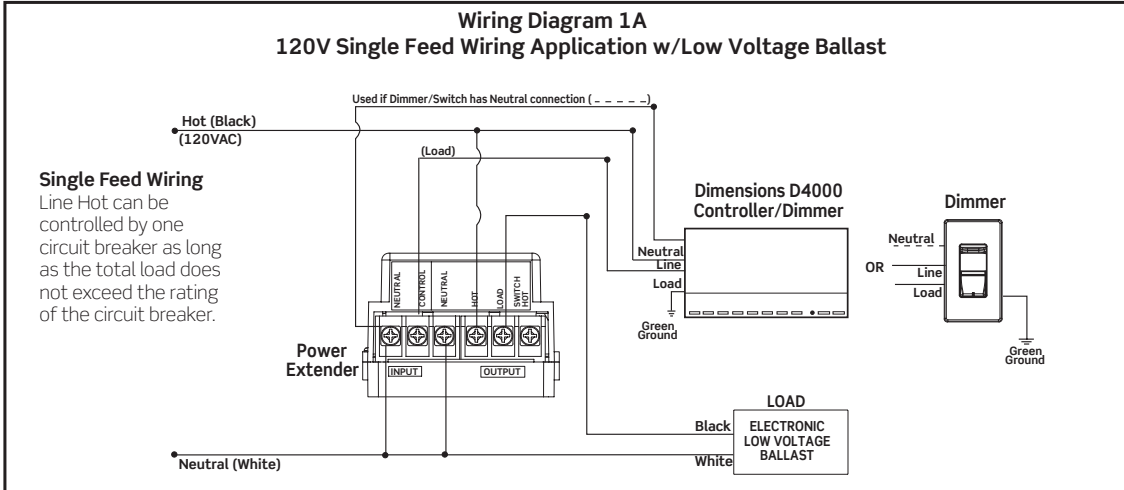 Wiring Diagram 1A
120V Single Feed Wiring Application w/Low Voltage Ballast
Used if Dimmer/Switch has Neutral connection ( _ _ _ _ _ )
Hot (Black)
(120VAC)
(Load)
Single Feed Wiring
Line Hot can be
controlled by one
circuit breaker as long
as the total load does
not exceed the rating
of the circuit breaker.
Dimensions D4000
Controller/Dimmer
Dimmer
Neutral
Line
Load
Green
Ground
Neutral
OR
Line
Load
Green
Ground
NEUTRAL
CONTROL
NEUTRAL
HOT
LOAD
SWITCH
HOT
Power
Extender
INPUT
OUTPUT
LOAD
Black
White
ELECTRONIC
LOW VOLTAGE
BALLAST
Neutral (White)